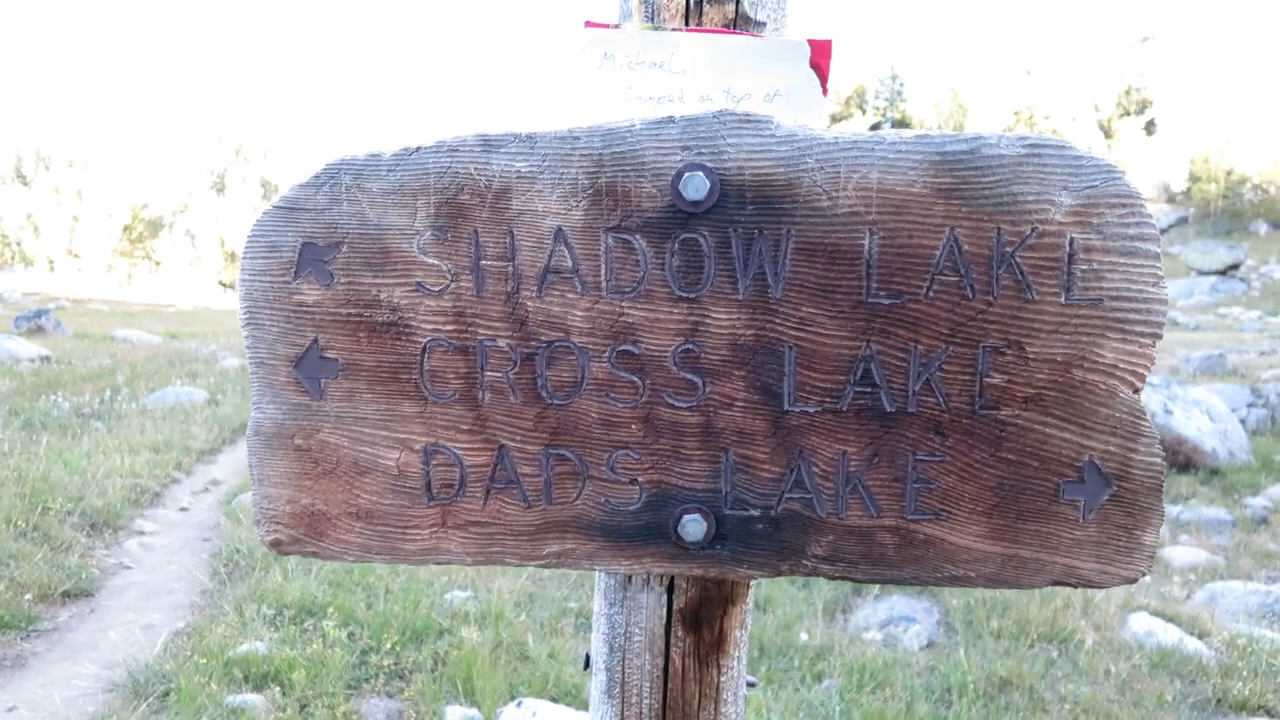 Michael,
Camped on top of
SHADOW LAKE
CROSS LAKE
DADS LAKE